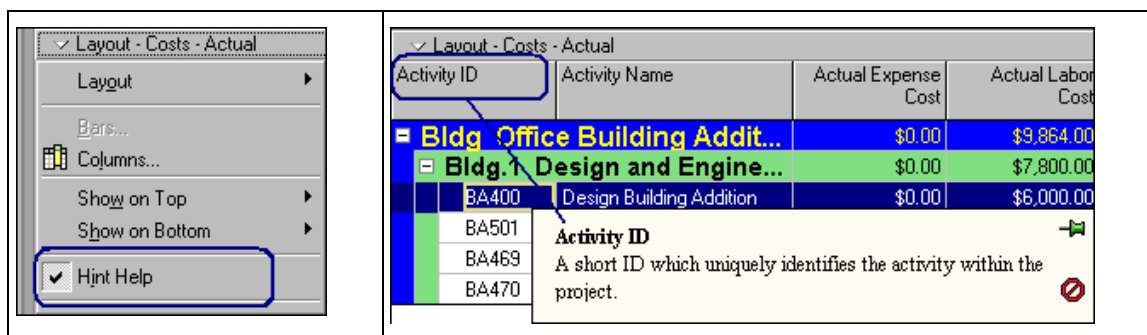 Layout - Costs - Actual
Layout
Bars...
Columns...
Show on Top
Show on Bottom
Hint Help
Layout - Costs - Actual
Activity ID Activity Name Actual Expense Cost Actual Labor Cost
Bldg Office Building Addit... $0.00 $9,864.00
Bldg.1 Design and Engine... $0.00 $7,800.00
BA400 Design Building Addition $0.00 $6,000.00
BA501
BA469
BA470
Activity ID
A short ID which uniquely identifies the activity within the
project.